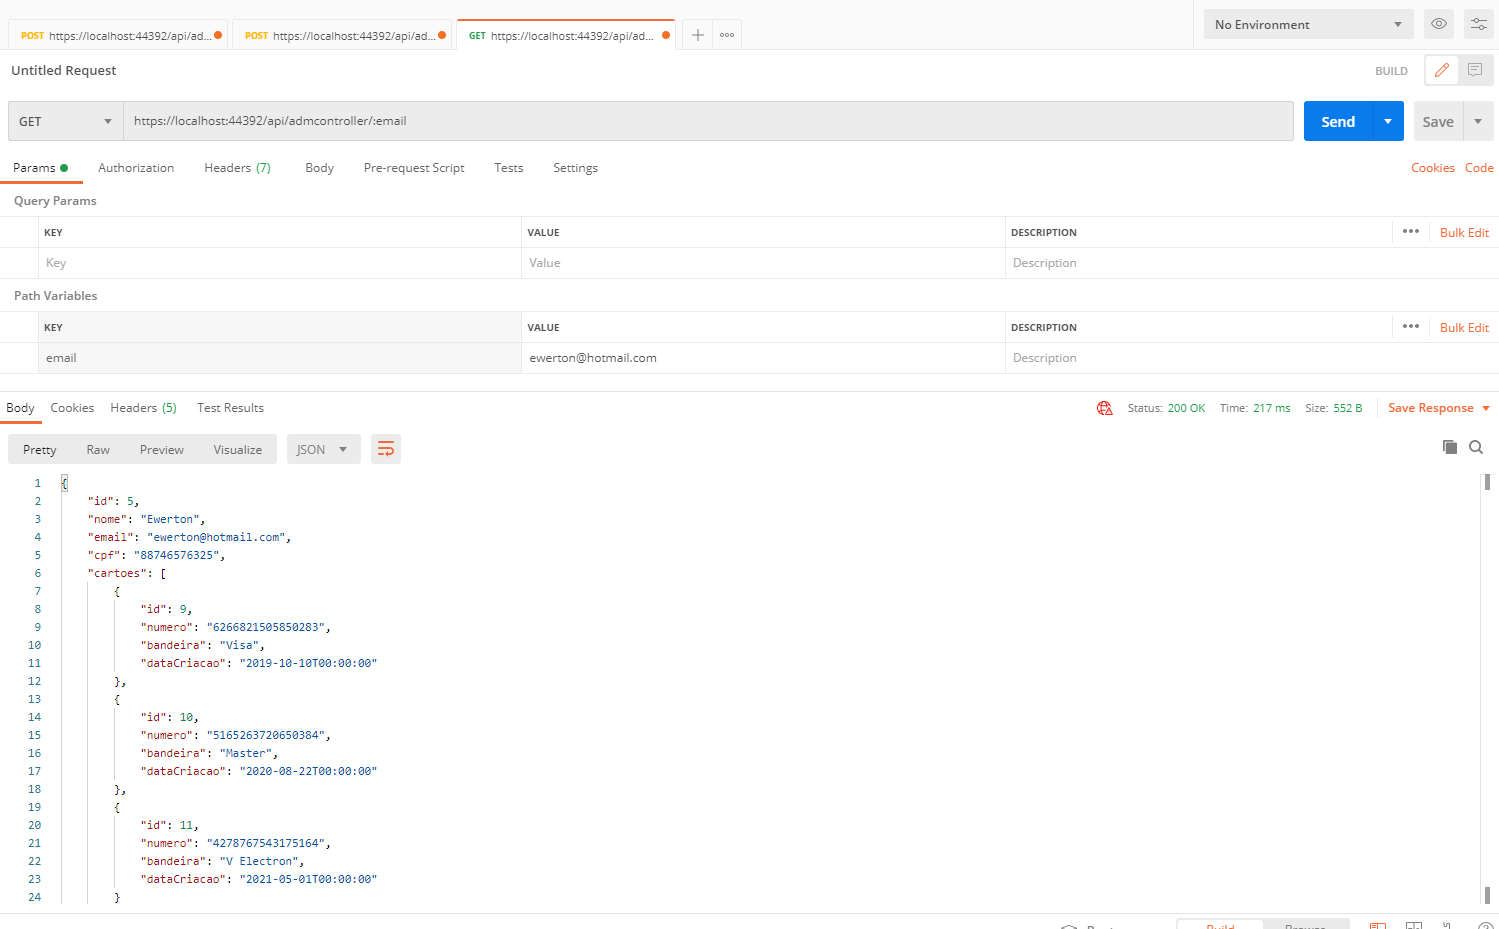 POST https://localhost:44392/api/ad... POST https://localhost:44392/api/ad... GET https://localhost:44392/api/ad... No Environment
Untitled Request BUILD
GET https://localhost:44392/api/admcontroller/:email Send Save
Params Authorization Headers (7) Body Pre-request Script Tests Settings Cookies Code
Query Params
KEY VALUE DESCRIPTION Bulk Edit
Key Value Description
Path Variables
KEY VALUE DESCRIPTION Bulk Edit
email ewerton@hotmail.com Description
Body Cookies Headers (5) Test Results Status: 200 OK Time: 217 ms Size: 552 B Save Response
Pretty Raw Preview Visualize JSON
1 {
2 "id": 5,
3 "nome": "Ewerton",
4 "email": "ewerton@hotmail.com",
5 "cpf": "88746576325",
6 "cartoes": [
7 {
8 "id": 9,
9 "numero": "6266821505850283",
10 "bandeira": "Visa",
11 "dataCriacao": "2019-10-10T00:00:00"
12 },
13 {
14 "id": 10,
15 "numero": "5165263720650384",
16 "bandeira": "Master",
17 "dataCriacao": "2020-08-22T00:00:00"
18 },
19 {
20 "id": 11,
21 "numero": "4278767543175164",
22 "bandeira": "V Electron",
23 "dataCriacao": "2021-05-01T00:00:00"
24 }
Build Browse